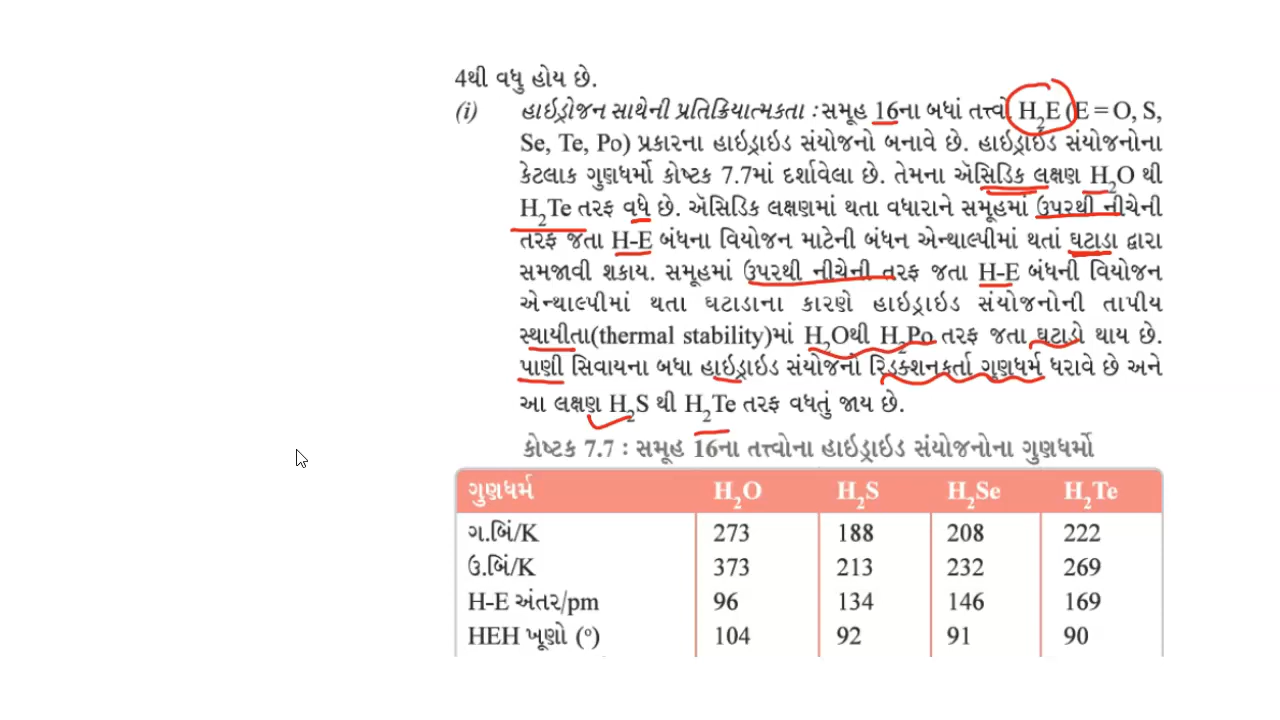 4થી વધુ હોય છે.
(i) હાઇડ્રોજન સાથેની પ્રતિક્રિયાત્મકતા : સમૂહ 16ના બધાં તત્ત્વો H₂E (E = O, S,
Se, Te, Po) પ્રકારના હાઇડ્રાઇડ સંયોજનો બનાવે છે. હાઇડ્રાઇડ સંયોજનોના
કેટલાક ગુણધર્મો કોષ્ટક 7.7માં દર્શાવેલા છે. તેમના ઍસિડિક લક્ષણ H₂O થી
H₂Te તરફ વધે છે. ઍસિડિક લક્ષણમાં થતા વધારાને સમૂહમાં ઉપરથી નીચેની
તરફ જતા H–E બંધના વિયોજન માટેની બંધન એન્થાલ્પીમાં થતાં ઘટાડા દ્વારા
સમજાવી શકાય. સમૂહમાં ઉપરથી નીચેની તરફ જતા H–E બંધની વિયોજન
એન્થાલ્પીમાં થતા ઘટાડાના કારણે હાઇડ્રાઇડ સંયોજનોની તાપીય
સ્થાયીતા(thermal stability)માં H₂Oથી H₂Po તરફ જતા ઘટાડો થાય છે.
પાણી સિવાયના બધા હાઇડ્રાઇડ સંયોજનો રિડક્શનકર્તા ગુણધર્મ ધરાવે છે અને
આ લક્ષણ H₂S થી H₂Te તરફ વધતું જાય છે.
કોષ્ટક 7.7 : સમૂહ 16ના તત્ત્વોના હાઇડ્રાઇડ સંયોજનોના ગુણધર્મો
ગુણધર્મ H₂O H₂S H₂Se H₂Te
ગ.બિં/K 273 188 208 222
ઉ.બિં/K 373 213 232 269
H–E અંતર/pm 96 134 146 169
HEH ખૂણો (°) 104 92 91 90